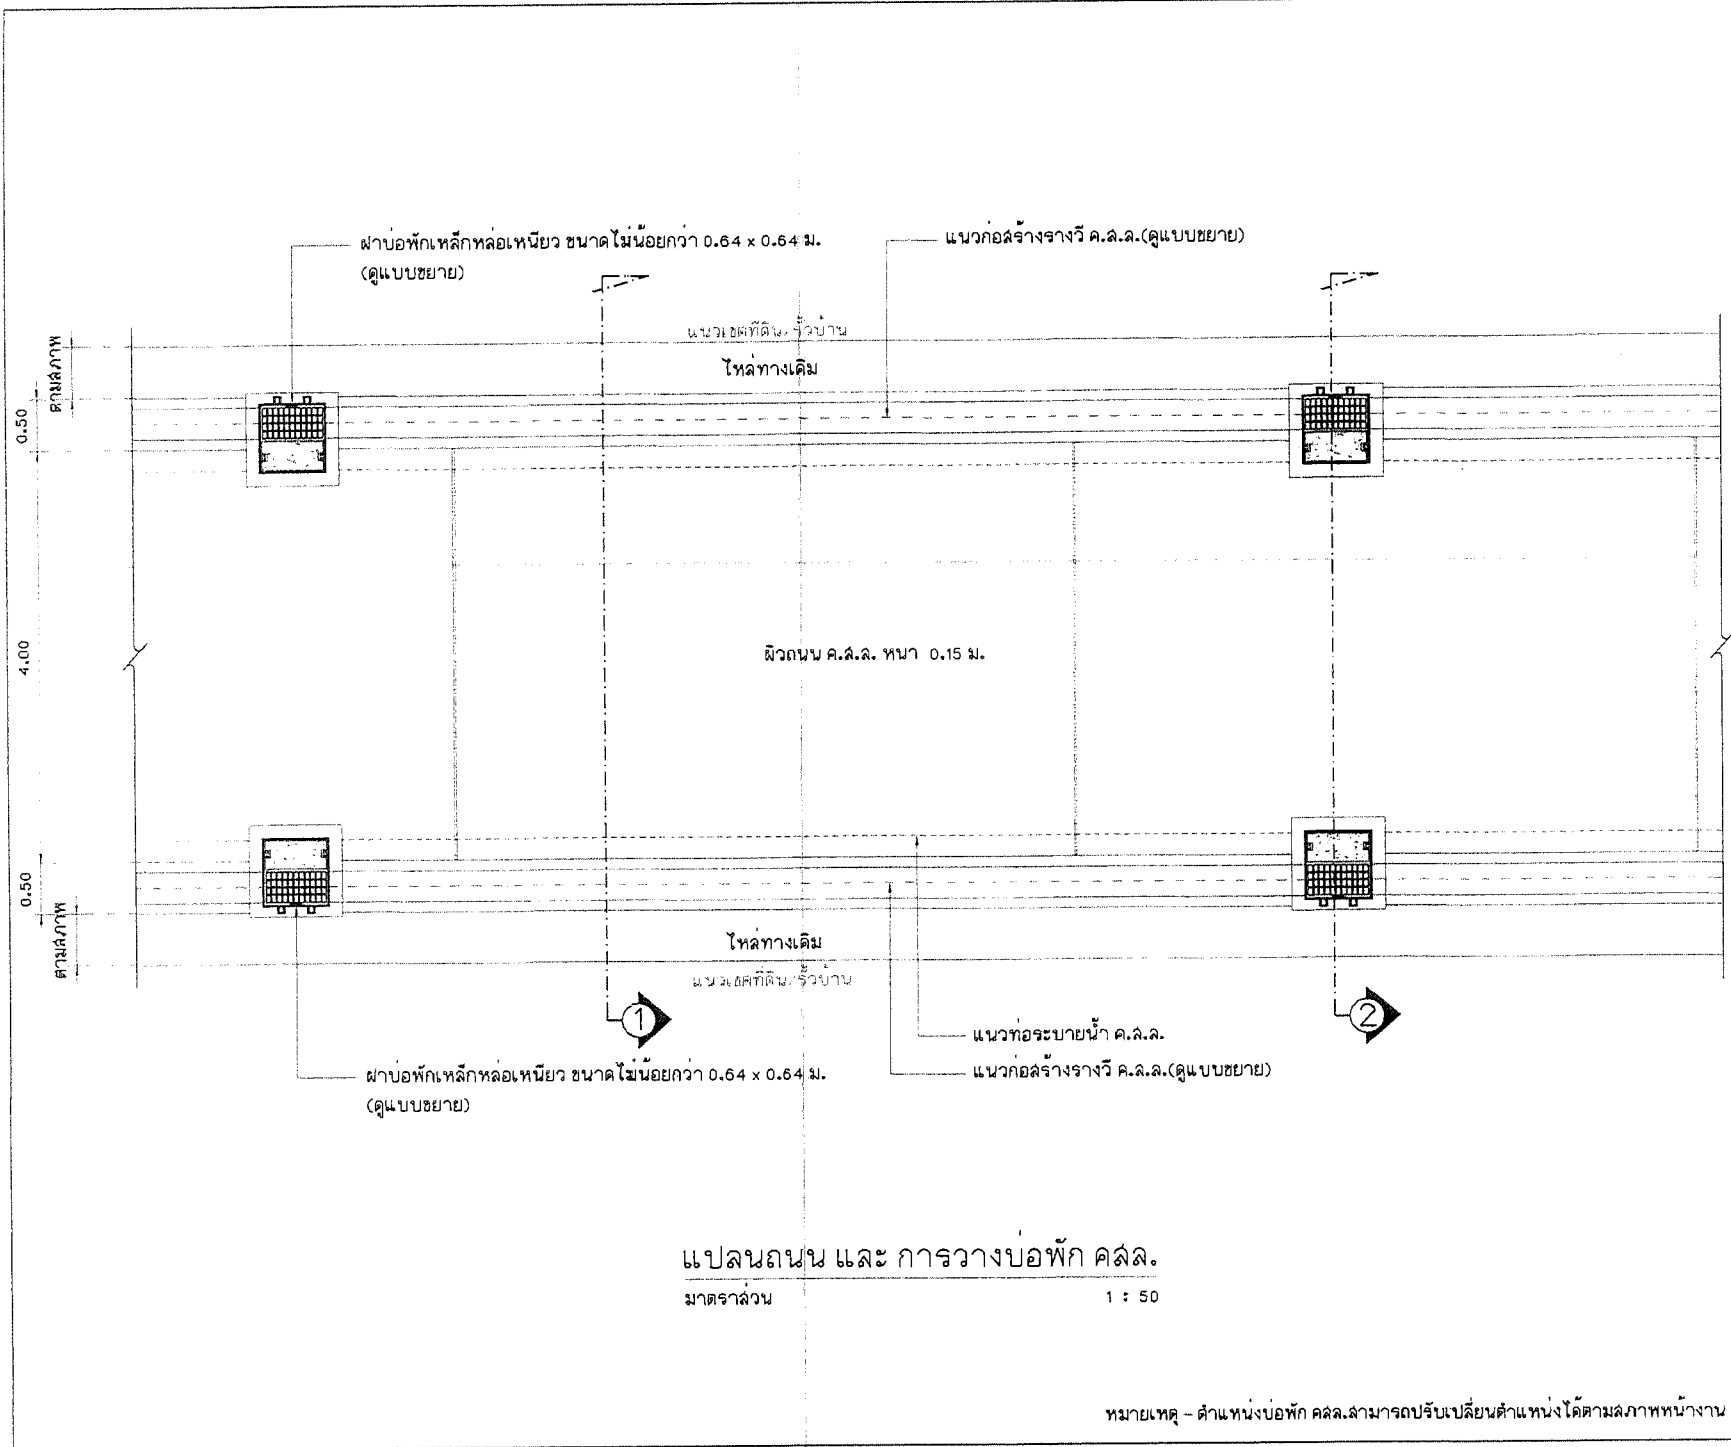 ฝาบ่อพักเหล็กหล่อเหนียว ขนาดไม่น้อยกว่า 0.64 x 0.64 ม.
(ดูแบบขยาย)
แนวก่อสร้างรางวี ค.ส.ล.(ดูแบบขยาย)
แนวเขตที่ดิน/รั้วบ้าน
ไหล่ทางเดิม
ตามสภาพ
0.50
4.00
ผิวถนน ค.ส.ล. หนา 0.15 ม.
0.50
ตามสภาพ
ไหล่ทางเดิม
แนวเขตที่ดิน/รั้วบ้าน
1
2
แนวท่อระบายน้ำ ค.ส.ล.
แนวก่อสร้างรางวี ค.ส.ล.(ดูแบบขยาย)
ฝาบ่อพักเหล็กหล่อเหนียว ขนาดไม่น้อยกว่า 0.64 x 0.64 ม.
(ดูแบบขยาย)
แปลนถนน และ การวางบ่อพัก คสล.
มาตราส่วน 1 : 50
หมายเหตุ - ตำแหน่งบ่อพัก คสล.สามารถปรับเปลี่ยนตำแหน่งได้ตามสภาพหน้างาน